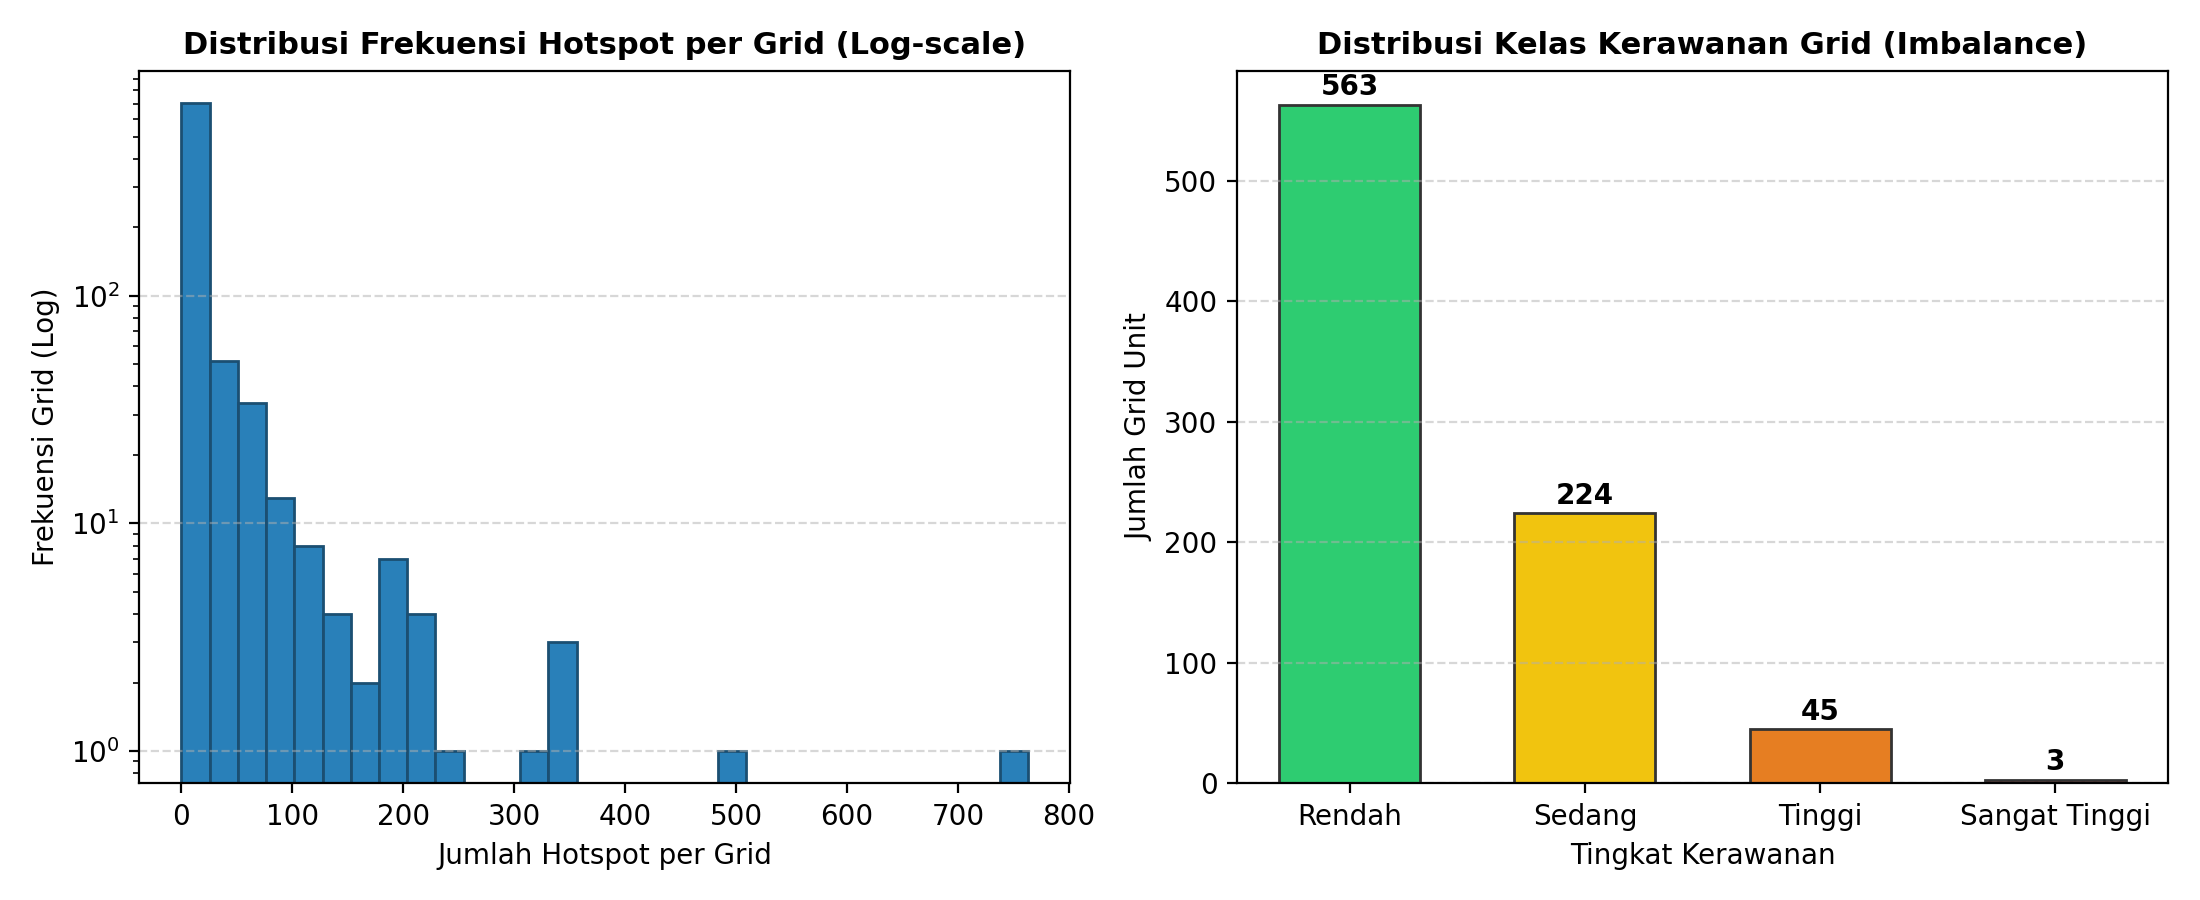 Distribusi Frekuensi Hotspot per Grid (Log-scale)
Frekuensi Grid (Log)
10²
10¹
10⁰
0 100 200 300 400 500 600 700 800
Jumlah Hotspot per Grid
Distribusi Kelas Kerawanan Grid (Imbalance)
Jumlah Grid Unit
500
400
300
200
100
0
563
224
45
3
Rendah Sedang Tinggi Sangat Tinggi
Tingkat Kerawanan